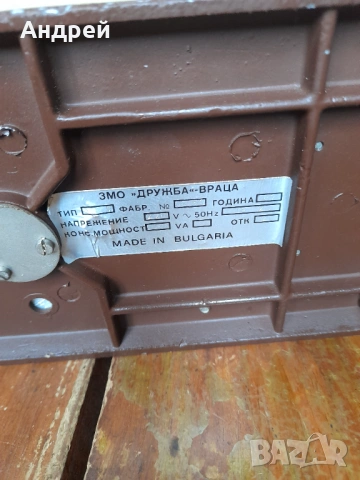 Андрей
ЗМО "ДРУЖБА"-ВРАЦА
ТИП ФАБР. № ГОДИНА
НАПРЕЖЕНИЕ V ~ 50Hz
КОНС. МОЩНОСТ VA ОТК
MADE IN BULGARIA
BAZAR